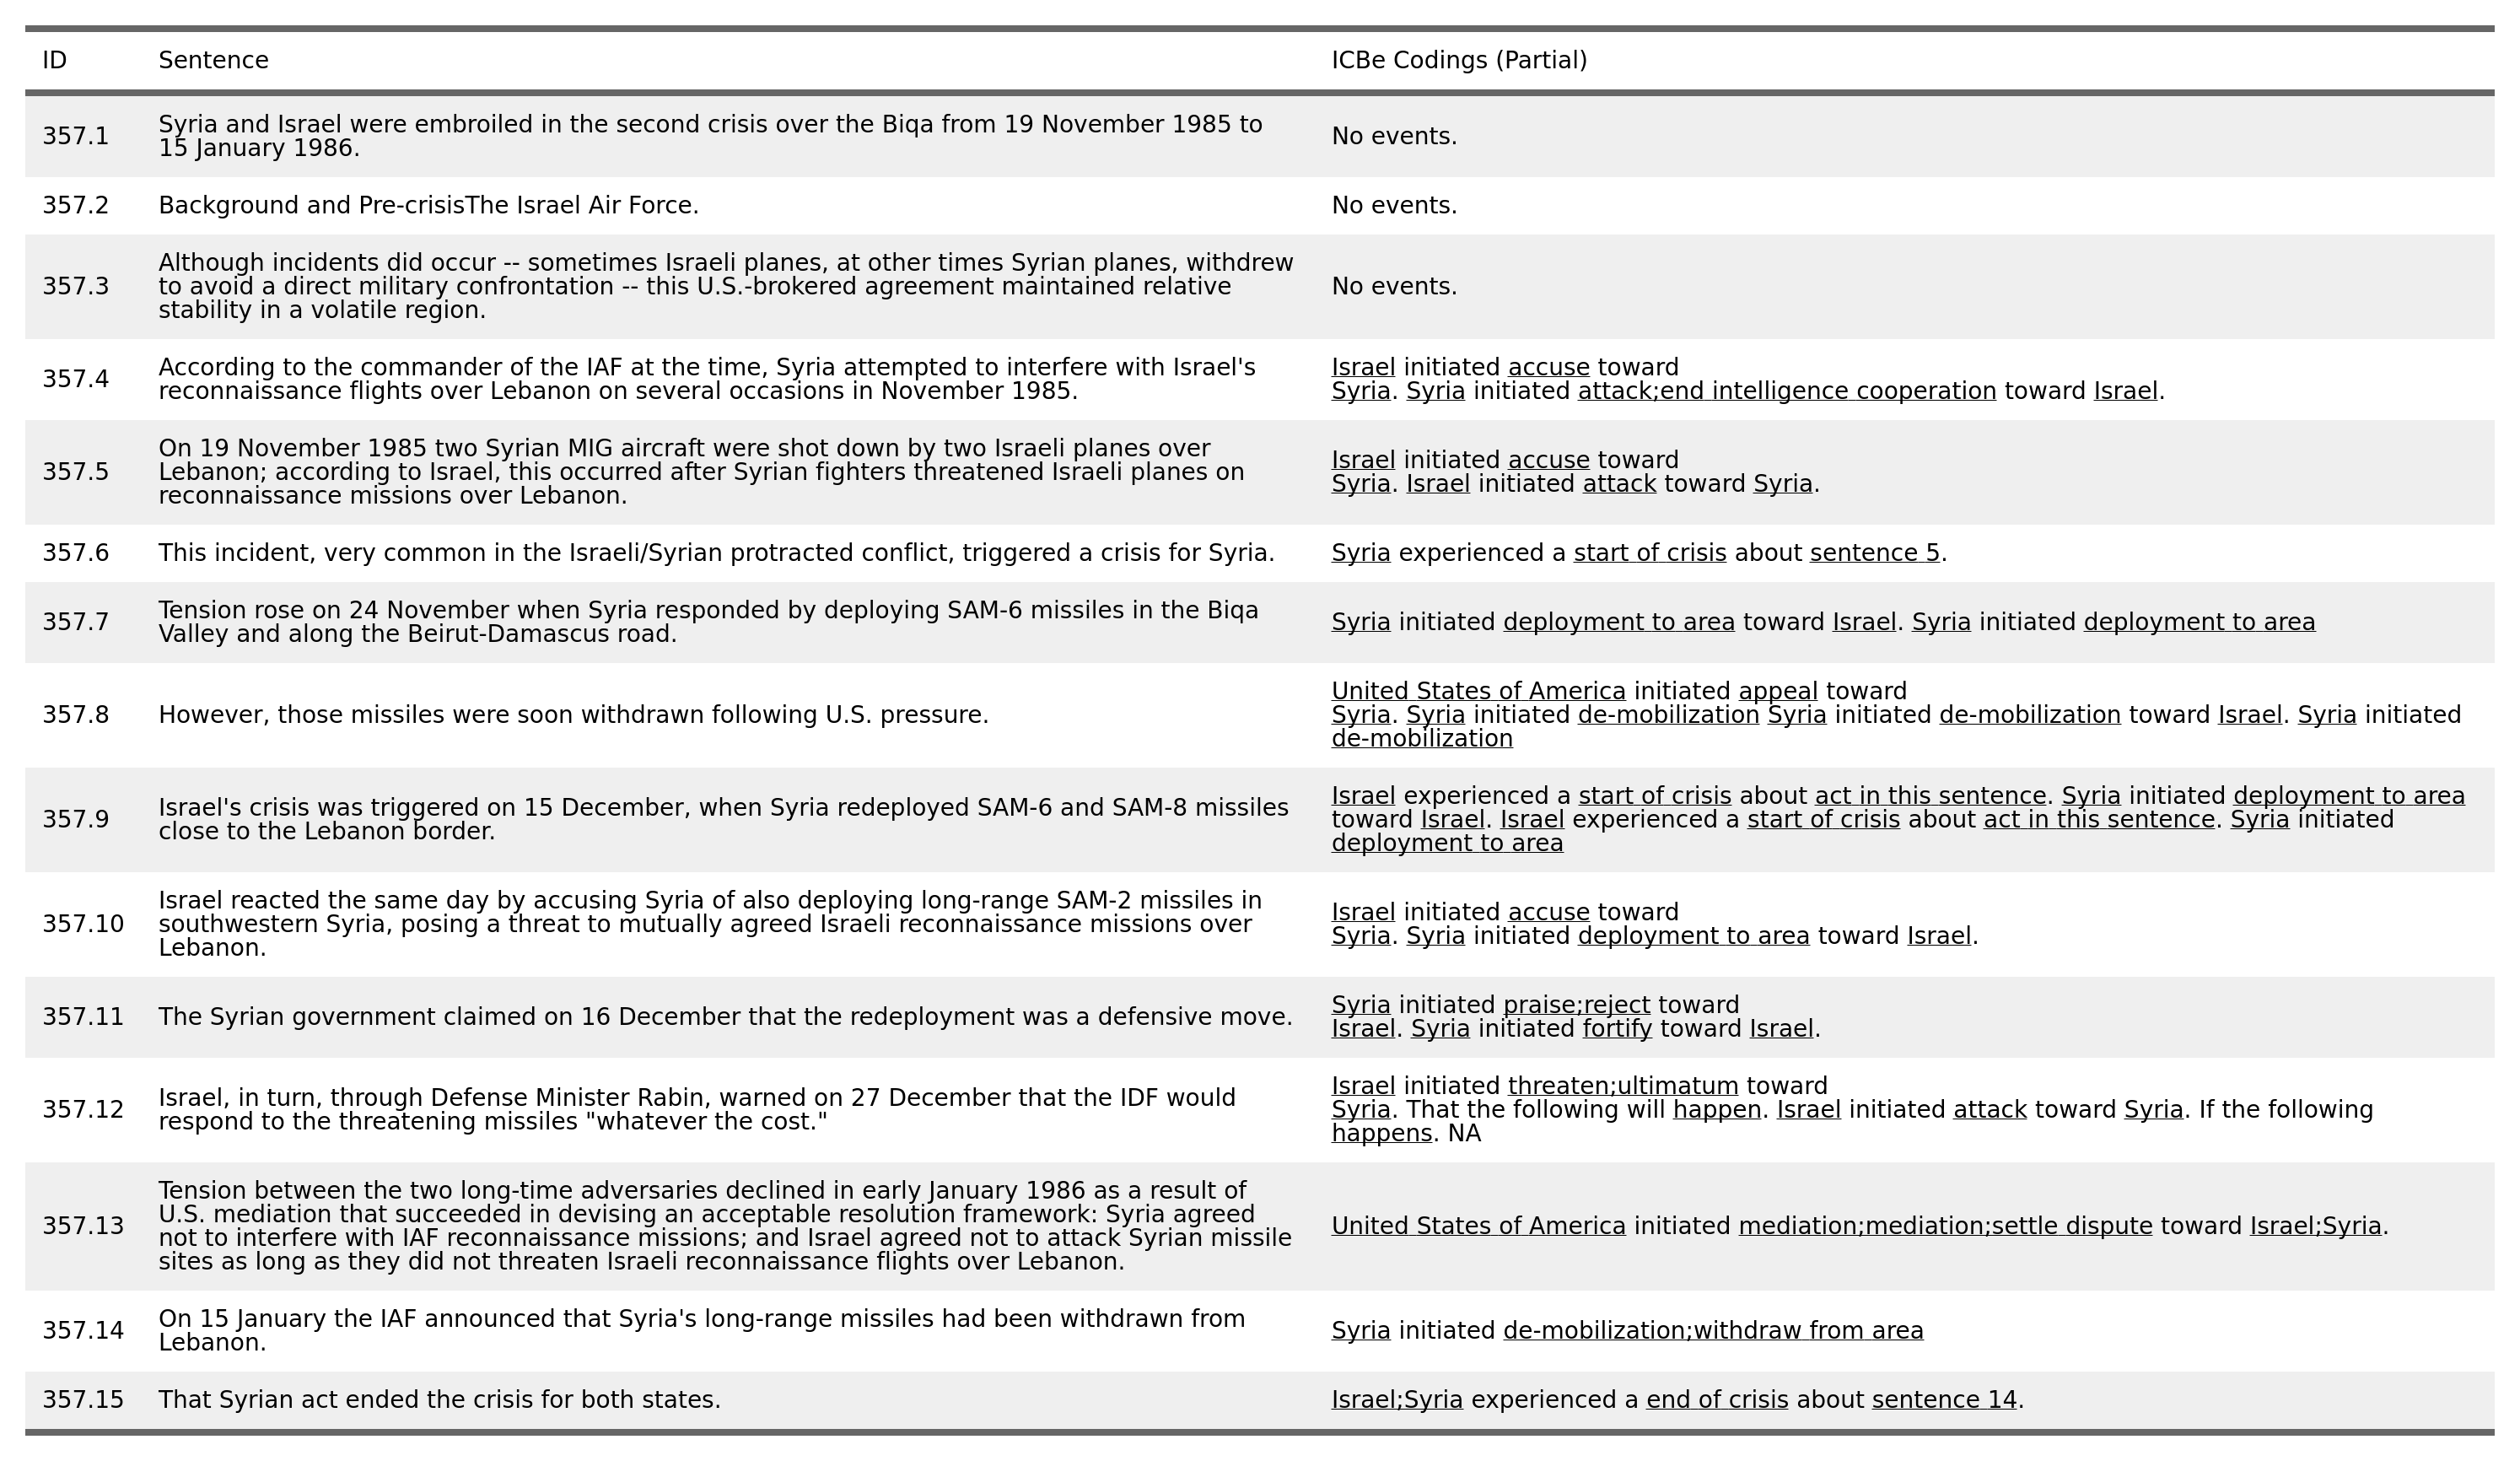 ID Sentence ICBe Codings (Partial)
357.1 Syria and Israel were embroiled in the second crisis over the Biqa from 19 November 1985 to
15 January 1986.
No events.
357.2 Background and Pre-crisisThe Israel Air Force. No events.
357.3 Although incidents did occur -- sometimes Israeli planes, at other times Syrian planes, withdrew
to avoid a direct military confrontation -- this U.S.-brokered agreement maintained relative
stability in a volatile region.
No events.
357.4 According to the commander of the IAF at the time, Syria attempted to interfere with Israel's
reconnaissance flights over Lebanon on several occasions in November 1985.
Israel initiated accuse toward
Syria. Syria initiated attack;end intelligence cooperation toward Israel.
357.5 On 19 November 1985 two Syrian MIG aircraft were shot down by two Israeli planes over
Lebanon; according to Israel, this occurred after Syrian fighters threatened Israeli planes on
reconnaissance missions over Lebanon.
Israel initiated accuse toward
Syria. Israel initiated attack toward Syria.
357.6 This incident, very common in the Israeli/Syrian protracted conflict, triggered a crisis for Syria. Syria experienced a start of crisis about sentence 5.
357.7 Tension rose on 24 November when Syria responded by deploying SAM-6 missiles in the Biqa
Valley and along the Beirut-Damascus road.
Syria initiated deployment to area toward Israel. Syria initiated deployment to area
357.8 However, those missiles were soon withdrawn following U.S. pressure.
United States of America initiated appeal toward
Syria. Syria initiated de-mobilization Syria initiated de-mobilization toward Israel. Syria initiated
de-mobilization
357.9 Israel's crisis was triggered on 15 December, when Syria redeployed SAM-6 and SAM-8 missiles
close to the Lebanon border.
Israel experienced a start of crisis about act in this sentence. Syria initiated deployment to area
toward Israel. Israel experienced a start of crisis about act in this sentence. Syria initiated
deployment to area
357.10 Israel reacted the same day by accusing Syria of also deploying long-range SAM-2 missiles in
southwestern Syria, posing a threat to mutually agreed Israeli reconnaissance missions over
Lebanon.
Israel initiated accuse toward
Syria. Syria initiated deployment to area toward Israel.
357.11 The Syrian government claimed on 16 December that the redeployment was a defensive move.
Syria initiated praise;reject toward
Israel. Syria initiated fortify toward Israel.
357.12 Israel, in turn, through Defense Minister Rabin, warned on 27 December that the IDF would
respond to the threatening missiles "whatever the cost."
Israel initiated threaten;ultimatum toward
Syria. That the following will happen. Israel initiated attack toward Syria. If the following
happens. NA
357.13 Tension between the two long-time adversaries declined in early January 1986 as a result of
U.S. mediation that succeeded in devising an acceptable resolution framework: Syria agreed
not to interfere with IAF reconnaissance missions; and Israel agreed not to attack Syrian missile
sites as long as they did not threaten Israeli reconnaissance flights over Lebanon.
United States of America initiated mediation;mediation;settle dispute toward Israel;Syria.
357.14 On 15 January the IAF announced that Syria's long-range missiles had been withdrawn from
Lebanon.
Syria initiated de-mobilization;withdraw from area
357.15 That Syrian act ended the crisis for both states. Israel;Syria experienced a end of crisis about sentence 14.